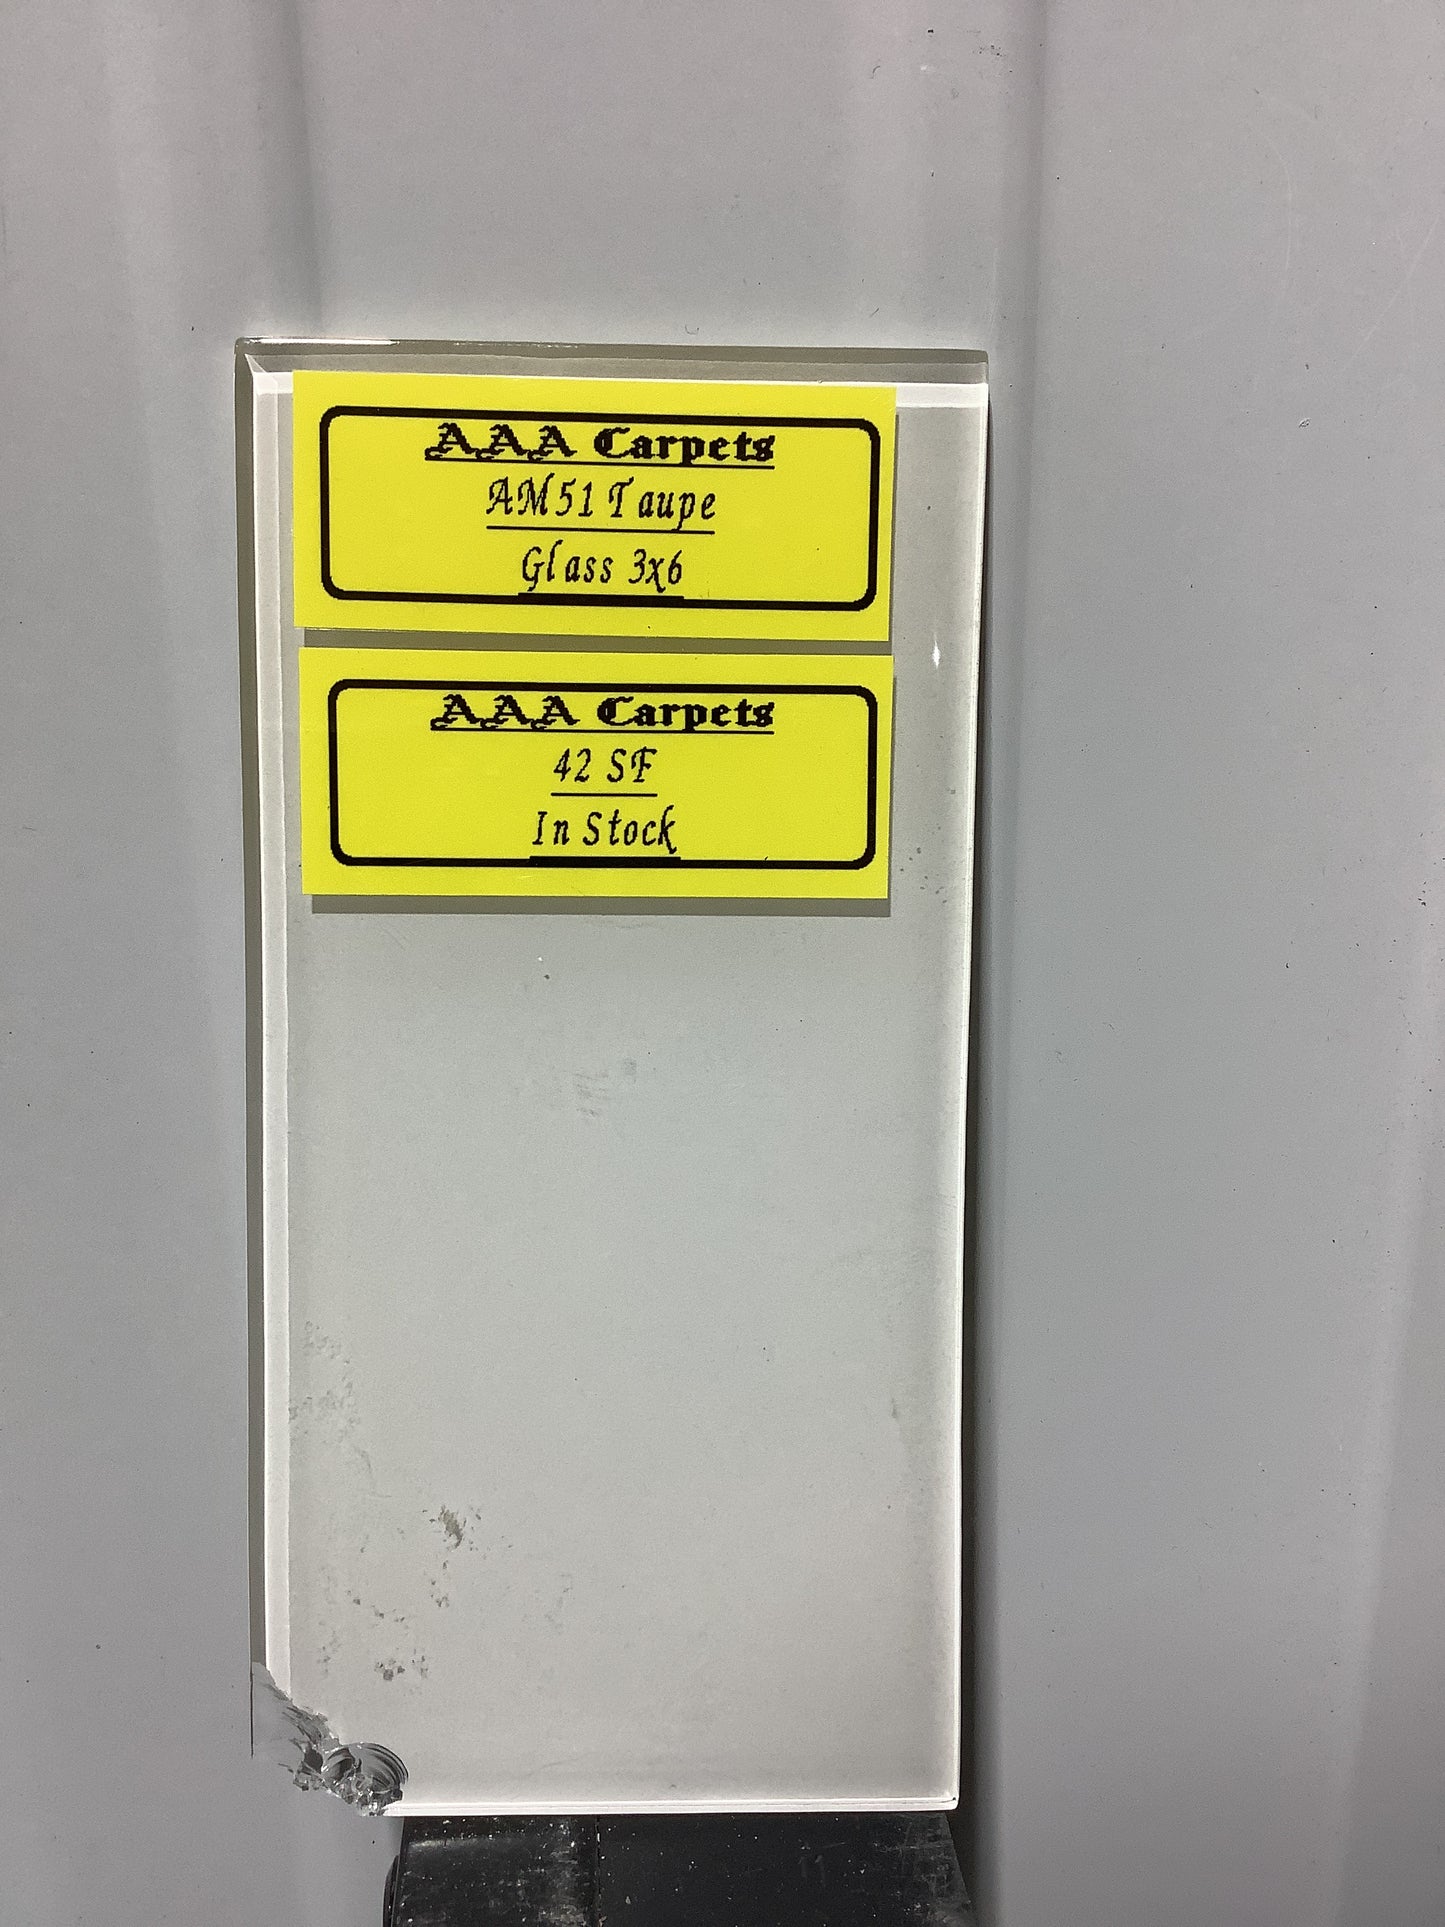 AAA Carpets
AM51 Taupe
Glass 3x6
AAA Carpets
42 SF
In Stock